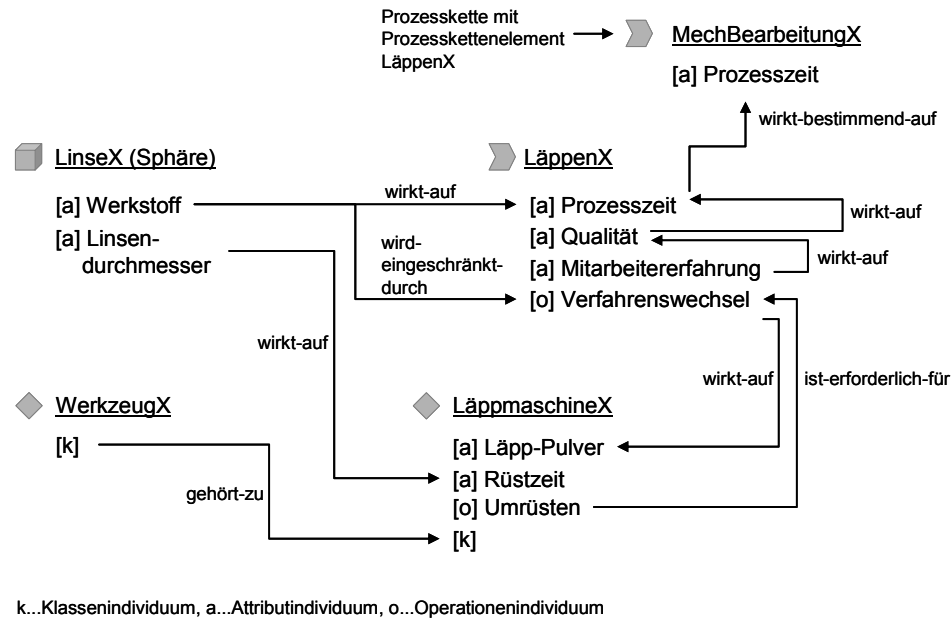 Prozesskette mit
Prozesskettenelement
LäppenX
MechBearbeitungX
[a] Prozesszeit
wirkt-bestimmend-auf
LinseX (Sphäre)
LäppenX
[a] Werkstoff
wirkt-auf
[a] Prozesszeit
wirkt-auf
[a] Linsen-
durchmesser
wird-
eingeschränkt-
durch
[a] Qualität
[a] Mitarbeitererfahrung
wirkt-auf
[o] Verfahrenswechsel
wirkt-auf
wirkt-auf
ist-erforderlich-für
WerkzeugX
LäppmaschineX
[k]
[a] Läpp-Pulver
[a] Rüstzeit
gehört-zu
[o] Umrüsten
[k]
k...Klassenindividuum, a...Attributindividuum, o...Operationenindividuum